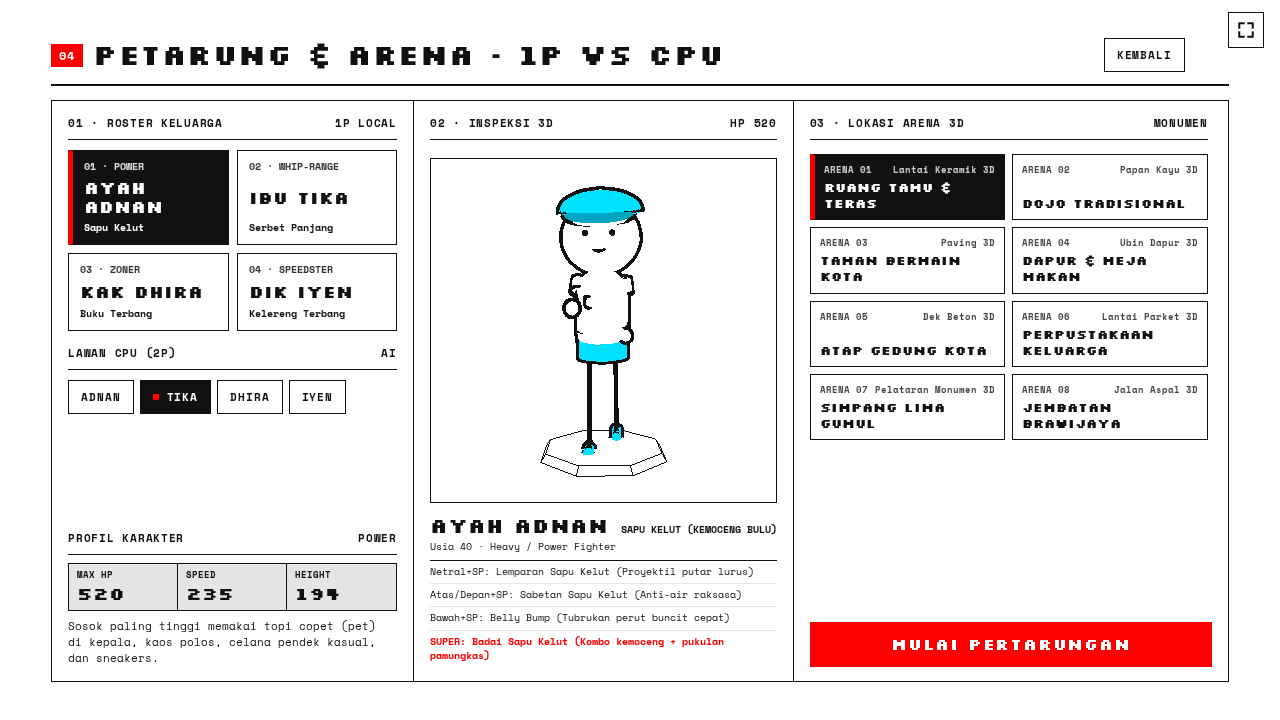 04 PETARUNG & ARENA - 1P VS CPU
KEMBALI
01 · ROSTER KELUARGA 1P LOCAL
01 · POWER
AYAH
ADNAN
Sapu Kelut
02 · WHIP-RANGE
IBU TIKA
Serbet Panjang
03 · ZONER
KAK DHIRA
Buku Terbang
04 · SPEEDSTER
DIK IYEN
Kelereng Terbang
LAWAN CPU (2P) AI
ADNAN TIKA DHIRA IYEN
PROFIL KARAKTER POWER
MAX HP
520
SPEED
235
HEIGHT
194
Sosok paling tinggi memakai topi copet (pet)
di kepala, kaos polos, celana pendek kasual,
dan sneakers.
02 · INSPEKSI 3D HP 520
AYAH ADNAN SAPU KELUT (KEMOCENG BULU)
Usia 40 · Heavy / Power Fighter
Netral+SP: Lemparan Sapu Kelut (Proyektil putar lurus)
Atas/Depan+SP: Sabetan Sapu Kelut (Anti-air raksasa)
Bawah+SP: Belly Bump (Tubrukan perut buncit cepat)
SUPER: Badai Sapu Kelut (Kombo kemoceng + pukulan
pamungkas)
03 · LOKASI ARENA 3D MONUMEN
ARENA 01 Lantai Keramik 3D
RUANG TAMU &
TERAS
ARENA 02 Papan Kayu 3D
DOJO TRADISIONAL
ARENA 03 Paving 3D
TAMAN BERMAIN
KOTA
ARENA 04 Ubin Dapur 3D
DAPUR & MEJA
MAKAN
ARENA 05 Dek Beton 3D
ATAP GEDUNG KOTA
ARENA 06 Lantai Parket 3D
PERPUSTAKAAN
KELUARGA
ARENA 07 Pelataran Monumen 3D
SIMPANG LIMA
GUMUL
ARENA 08 Jalan Aspal 3D
JEMBATAN
BRAWIJAYA
MULAI PERTARUNGAN